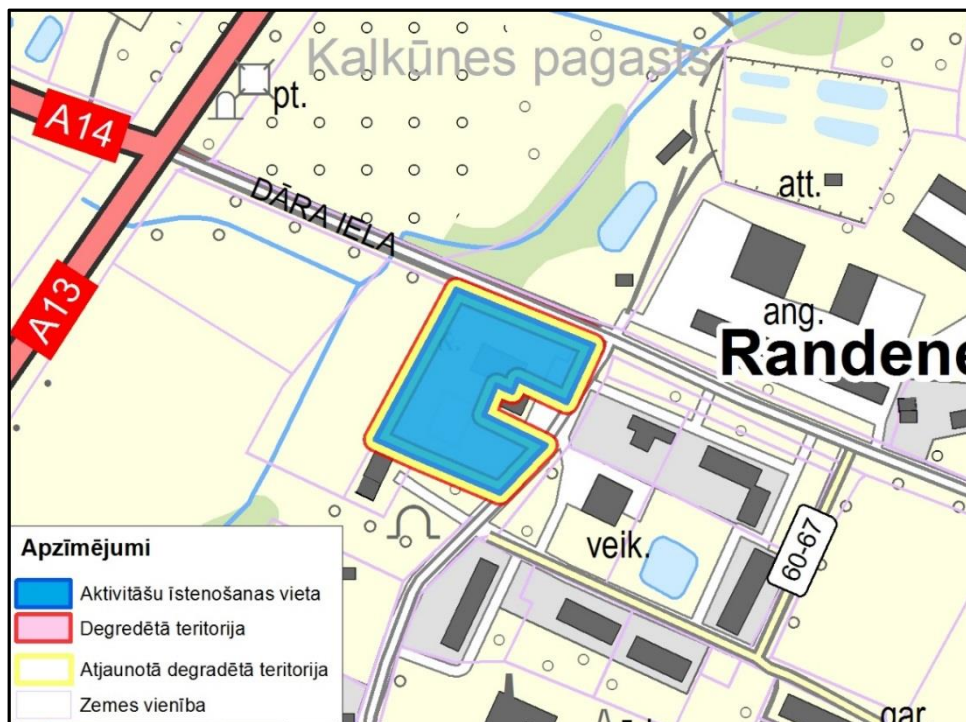 Kalkūnes pagasts
pt.
A14
DĀRA IELA
att.
A13
ang.
Randene
veik.
60-67
gar.
Apzīmējumi
Aktivitāšu īstenošanas vieta
Degredētā teritorija
Atjaunotā degradētā teritorija
Zemes vienība